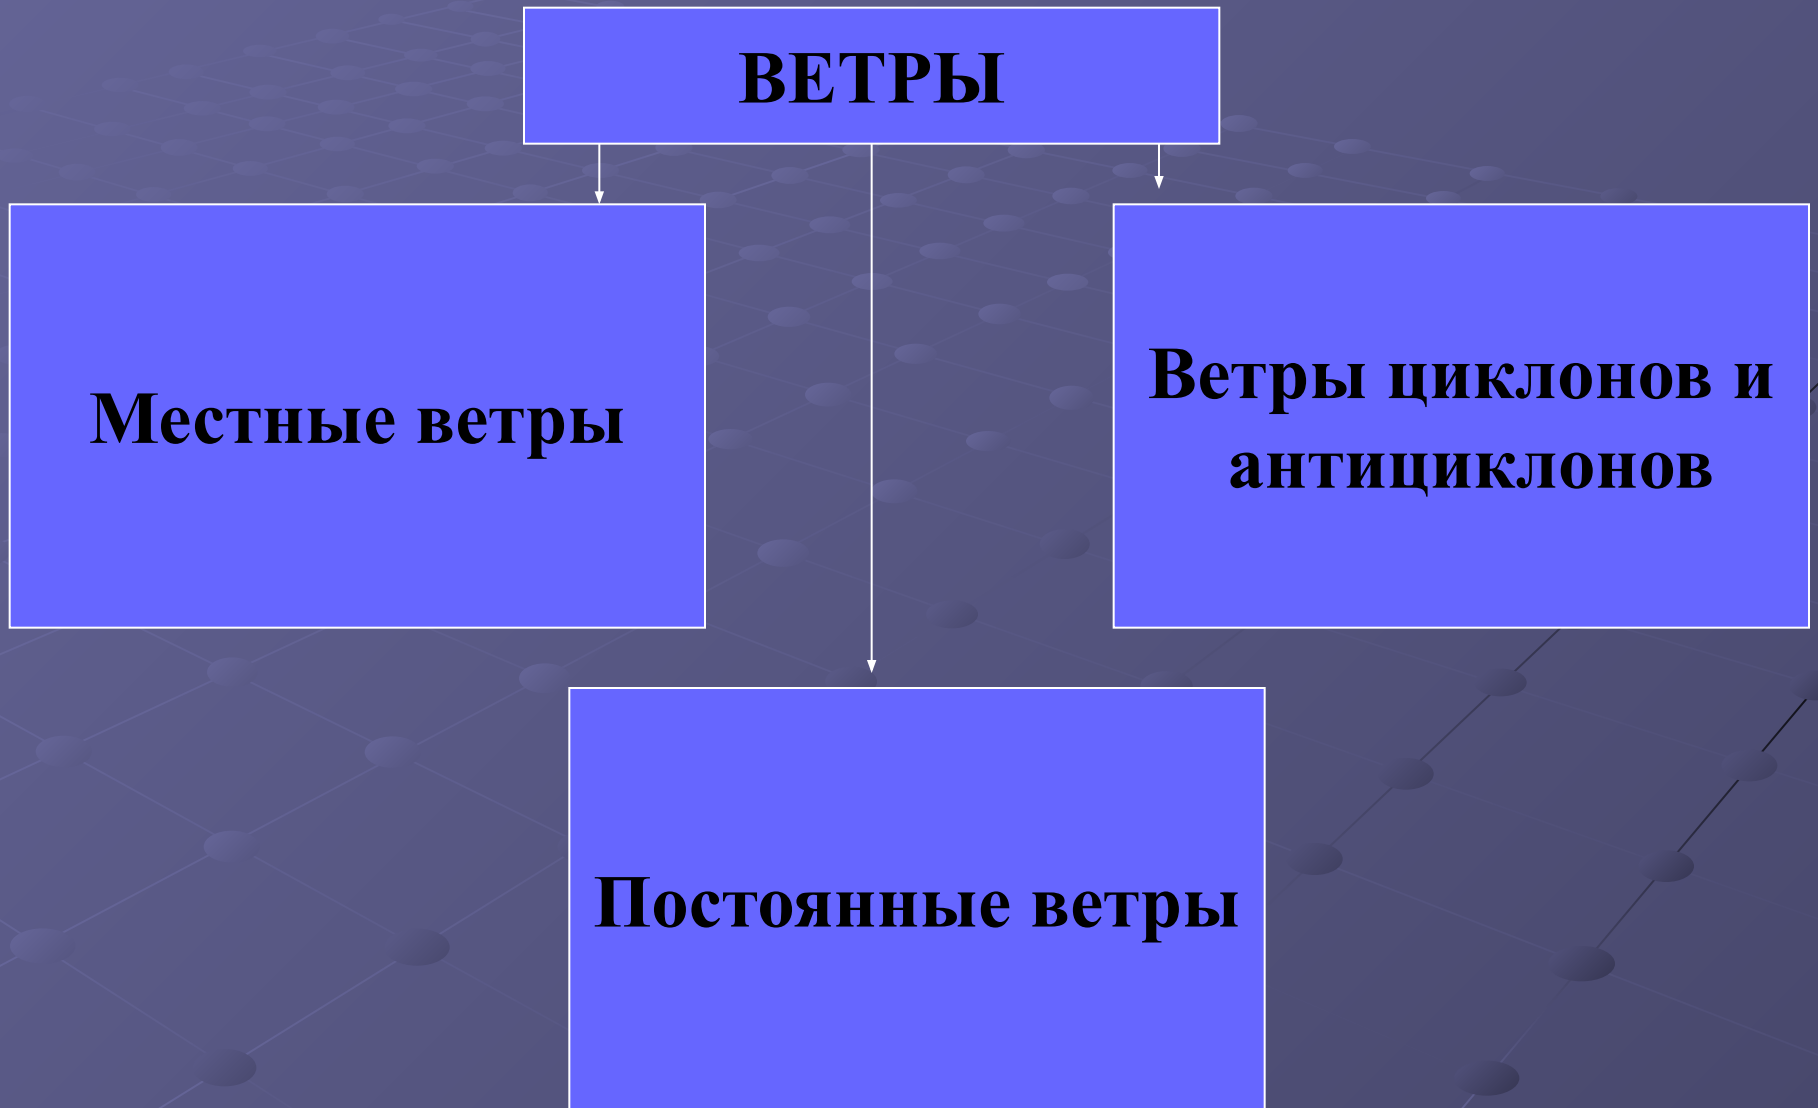 ВЕТРЫ
Местные ветры
Ветры циклонов и
антициклонов
Постоянные ветры